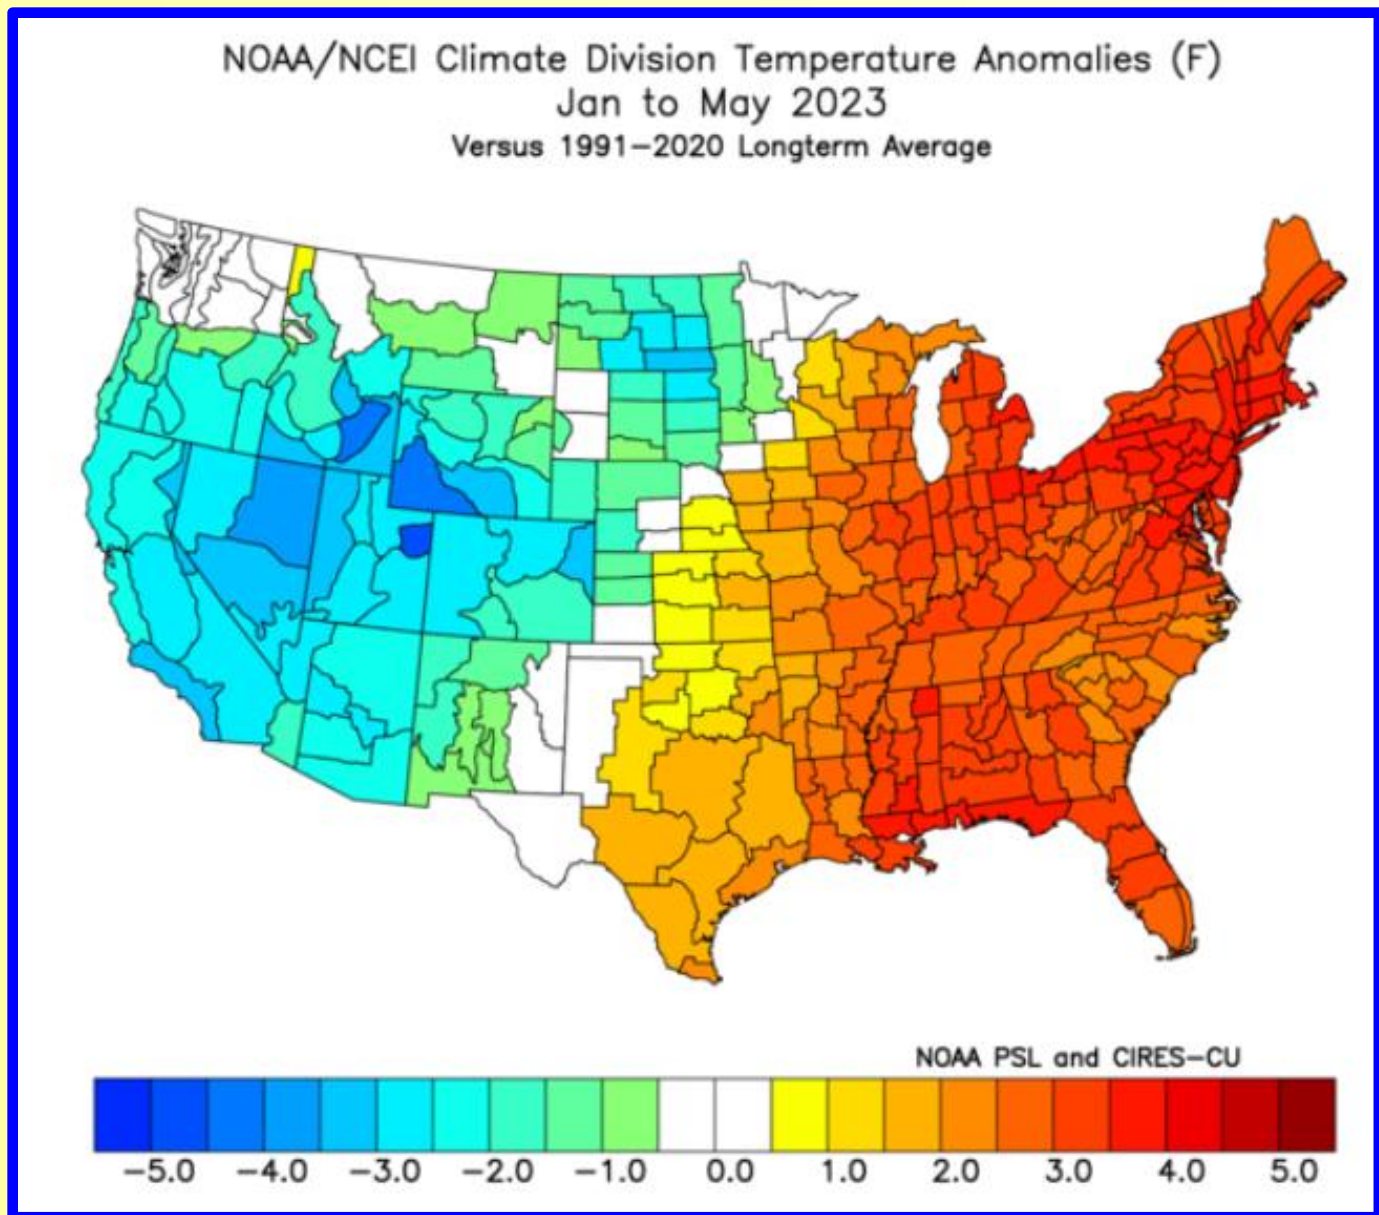 NOAA/NCEI Climate Division Temperature Anomalies (F)
Jan to May 2023
Versus 1991–2020 Longterm Average
NOAA PSL and CIRES–CU
−5.0 −4.0 −3.0 −2.0 −1.0 0.0 1.0 2.0 3.0 4.0 5.0